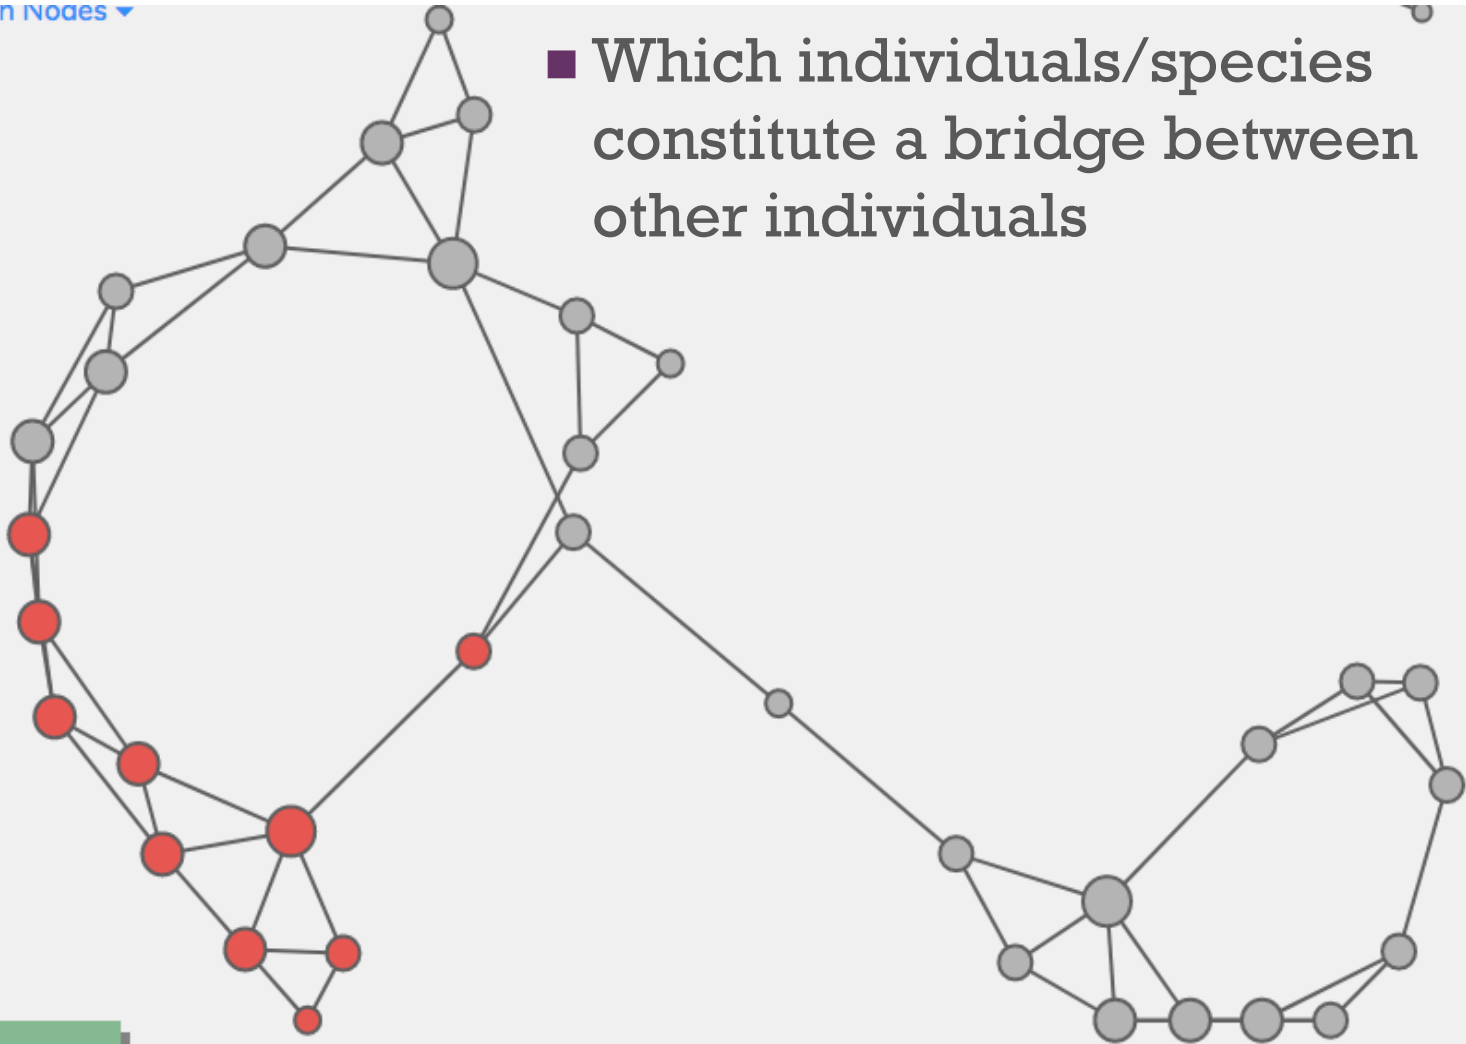 n Nodes
Which individuals/species
constitute a bridge between
other individuals